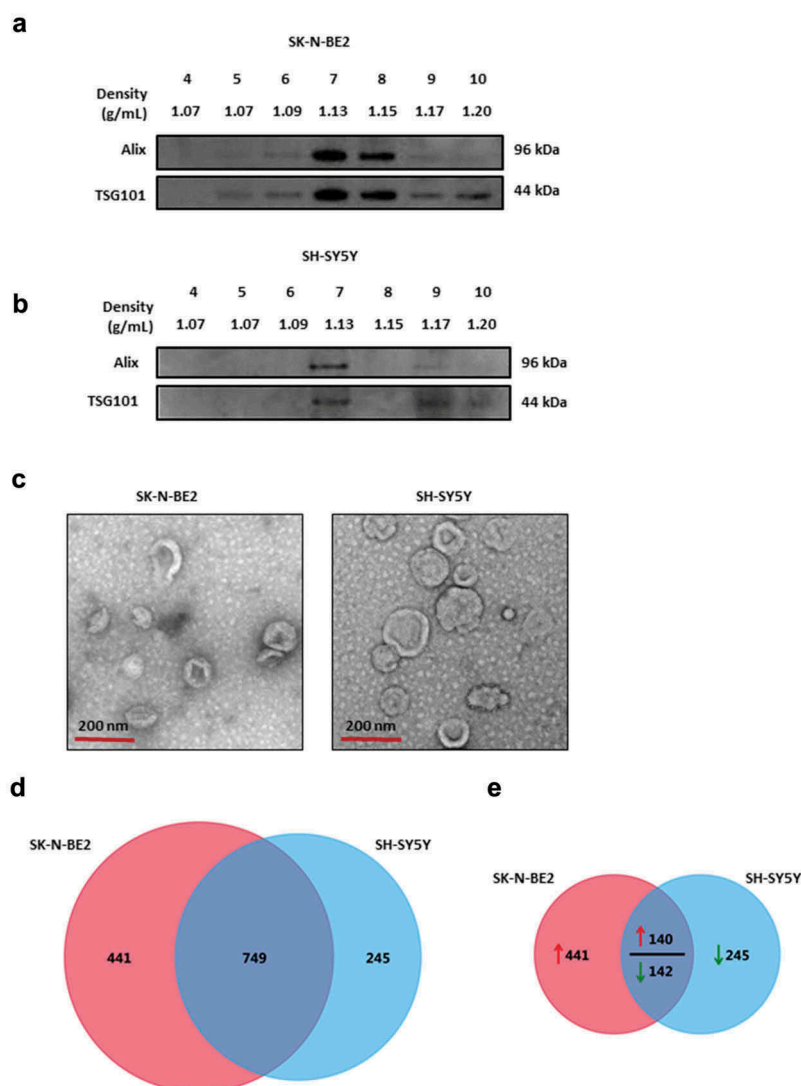 a
SK-N-BE2
4 5 6 7 8 9 10
Density
(g/mL) 1.07 1.07 1.09 1.13 1.15 1.17 1.20
Alix 96 kDa
TSG101 44 kDa
SH-SY5Y
b
4 5 6 7 8 9 10
Density
(g/mL) 1.07 1.07 1.09 1.13 1.15 1.17 1.20
Alix 96 kDa
TSG101 44 kDa
c
SK-N-BE2 SH-SY5Y
200 nm 200 nm
d
SK-N-BE2 SH-SY5Y
441 749 245
e
SK-N-BE2 SH-SY5Y
↑441 ↑140 ↓245
↓142